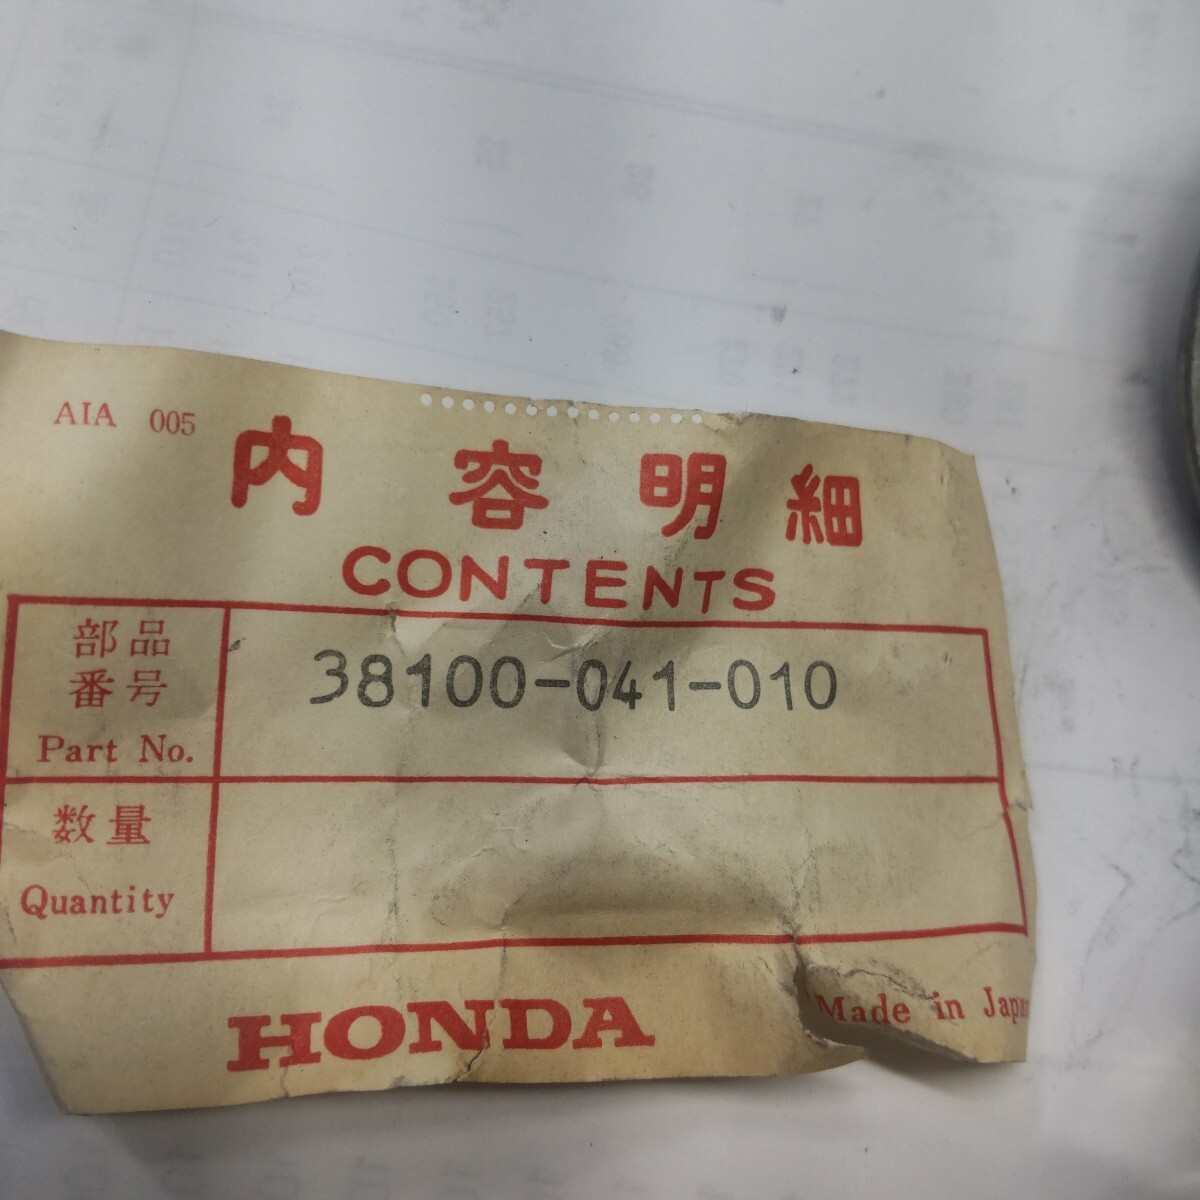 AIA 005
内容明細
CONTENTS
部品
番号
Part No.
38100-041-010
数量
Quantity
HONDA
Made in Japan